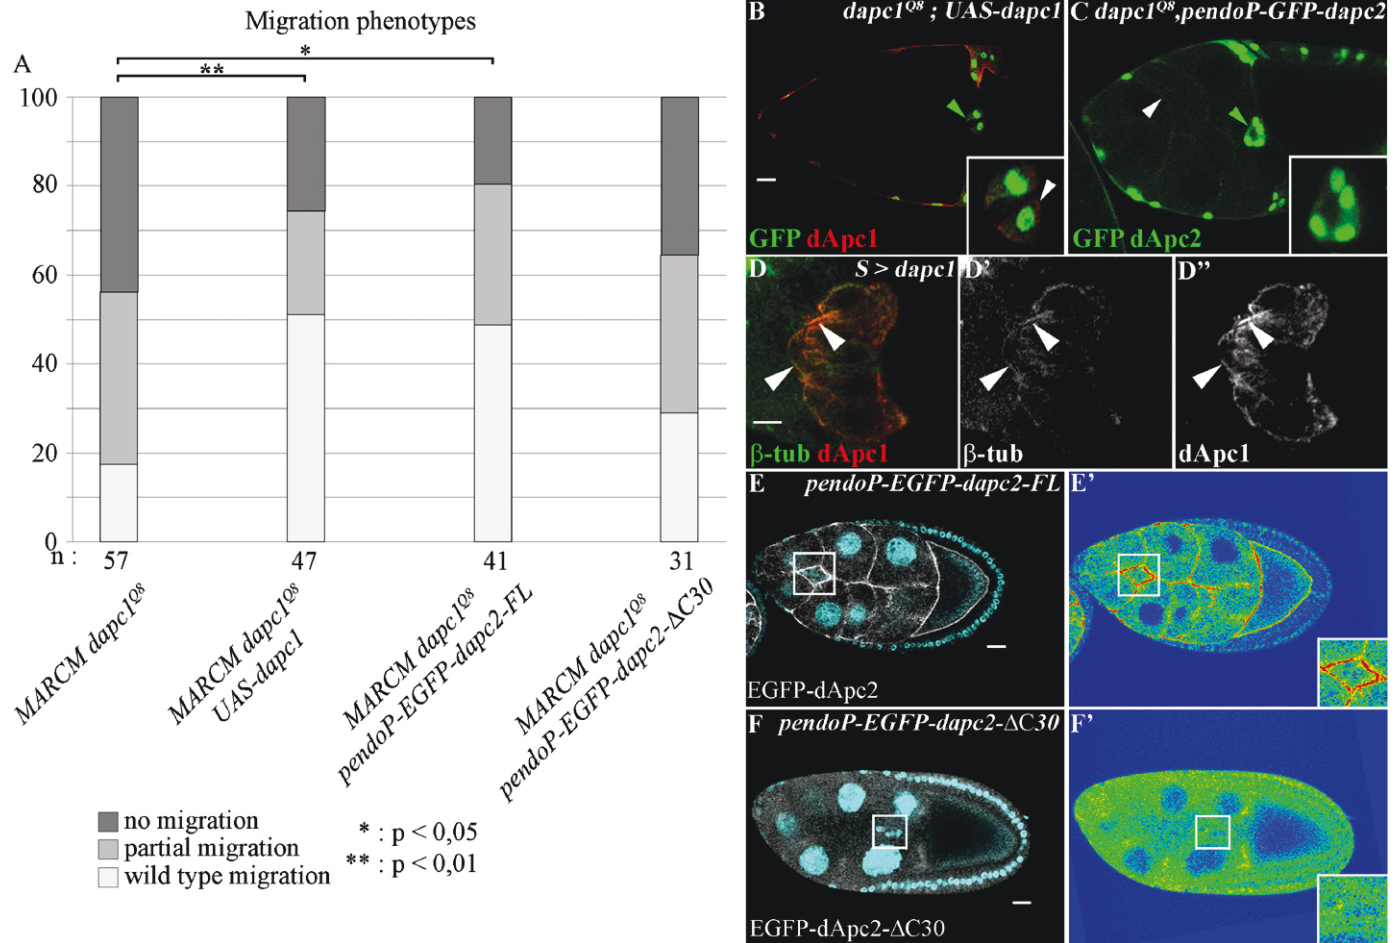 Migration phenotypes
A
*
**
100
80
60
40
20
0
n : 57 47 41 31
MARCM dapc1Q8
MARCM dapc1Q8
UAS-dapc1
MARCM dapc1Q8
pendoP-EGFP-dapc2-FL
MARCM dapc1Q8
pendoP-EGFP-dapc2-ΔC30
no migration
partial migration
wild type migration
* : p < 0,05
** : p < 0,01
B dapc1Q8 ; UAS-dapc1
GFP dApc1
C dapc1Q8,pendoP-GFP-dapc2
GFP dApc2
D S > dapc1
β-tub dApc1
D'
β-tub
D''
dApc1
E pendoP-EGFP-dapc2-FL
EGFP-dApc2
E'
F pendoP-EGFP-dapc2-ΔC30
EGFP-dApc2-ΔC30
F'